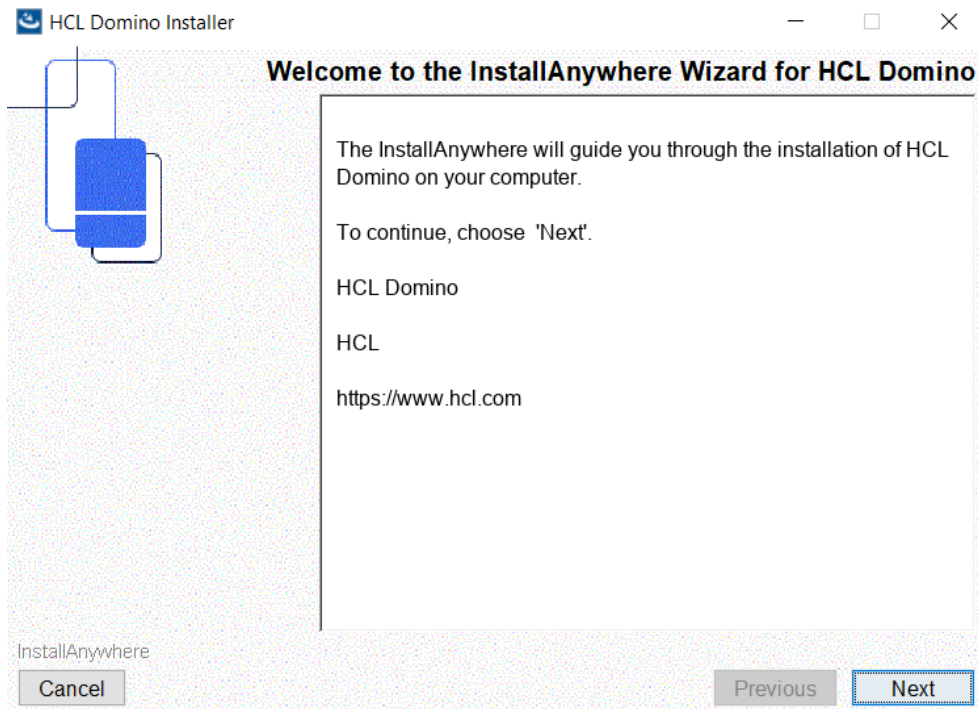 HCL Domino Installer
Welcome to the InstallAnywhere Wizard for HCL Domino
The InstallAnywhere will guide you through the installation of HCL
Domino on your computer.
To continue, choose  'Next'.
HCL Domino
HCL
https://www.hcl.com
InstallAnywhere
Cancel
Previous
Next